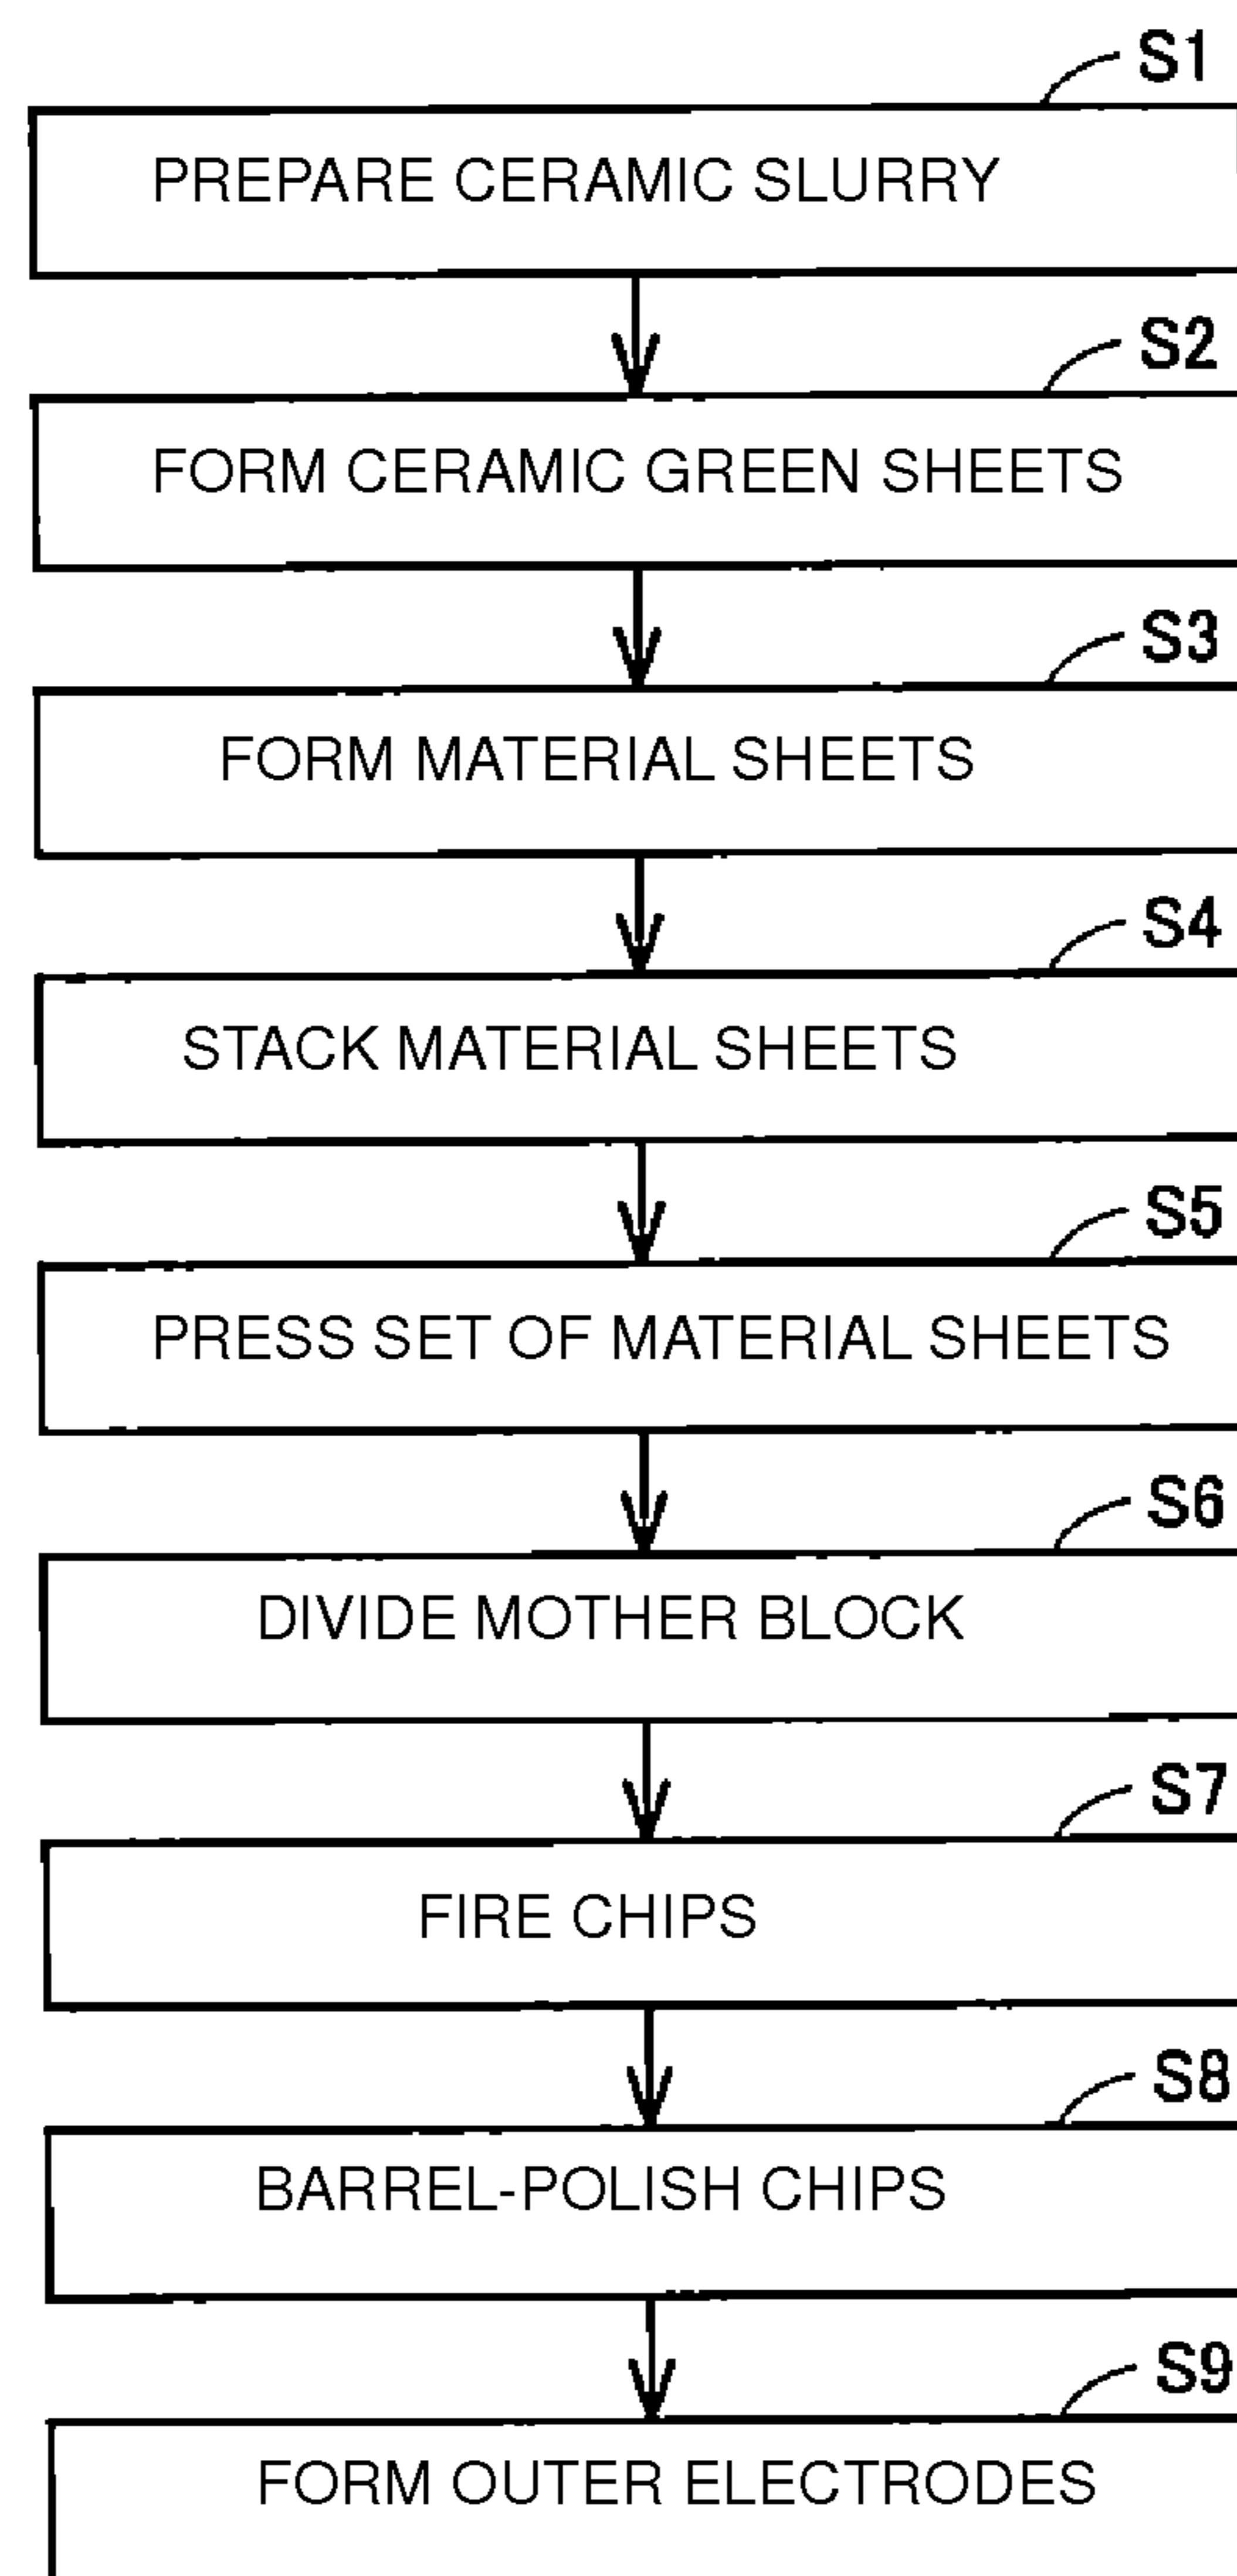 S1
PREPARE CERAMIC SLURRY
S2
FORM CERAMIC GREEN SHEETS
S3
FORM MATERIAL SHEETS
S4
STACK MATERIAL SHEETS
S5
PRESS SET OF MATERIAL SHEETS
S6
DIVIDE MOTHER BLOCK
S7
FIRE CHIPS
S8
BARREL-POLISH CHIPS
S9
FORM OUTER ELECTRODES